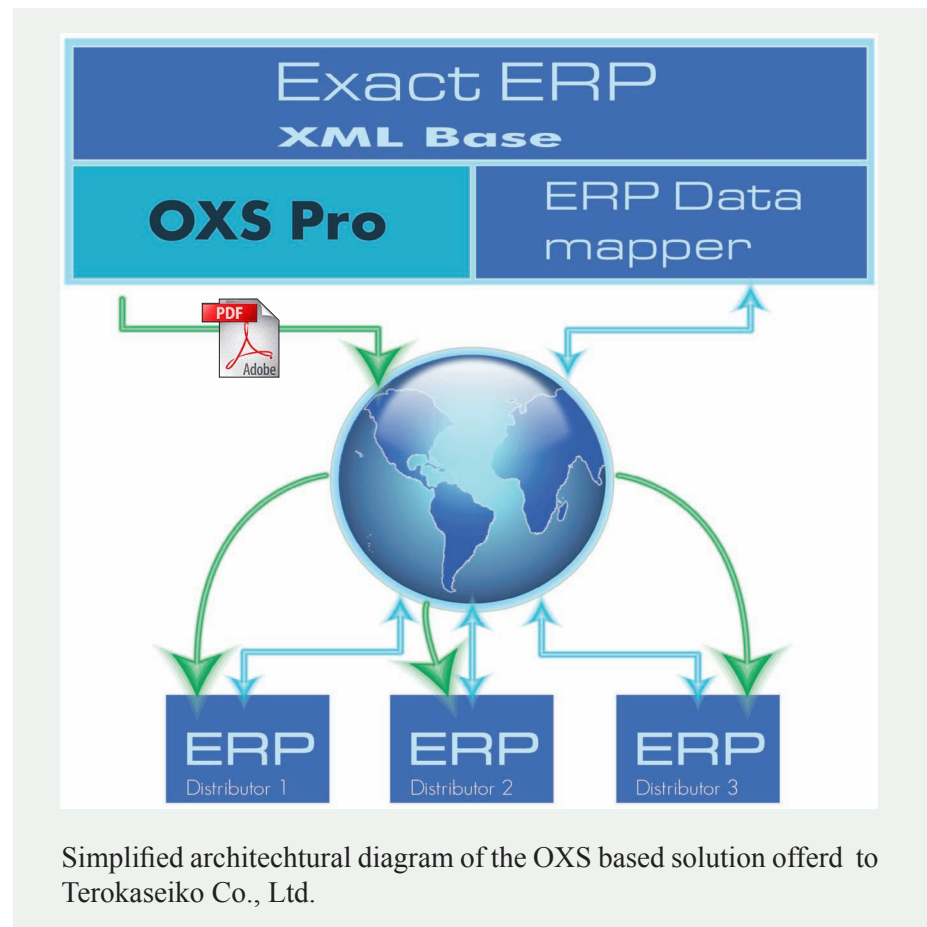 Exact ERP
XML Base
OXS Pro
ERP Data
mapper
PDF
Adobe
ERP
Distributor 1
ERP
Distributor 2
ERP
Distributor 3
Simplified architechtural diagram of the OXS based solution offerd to
Terokaseiko Co., Ltd.